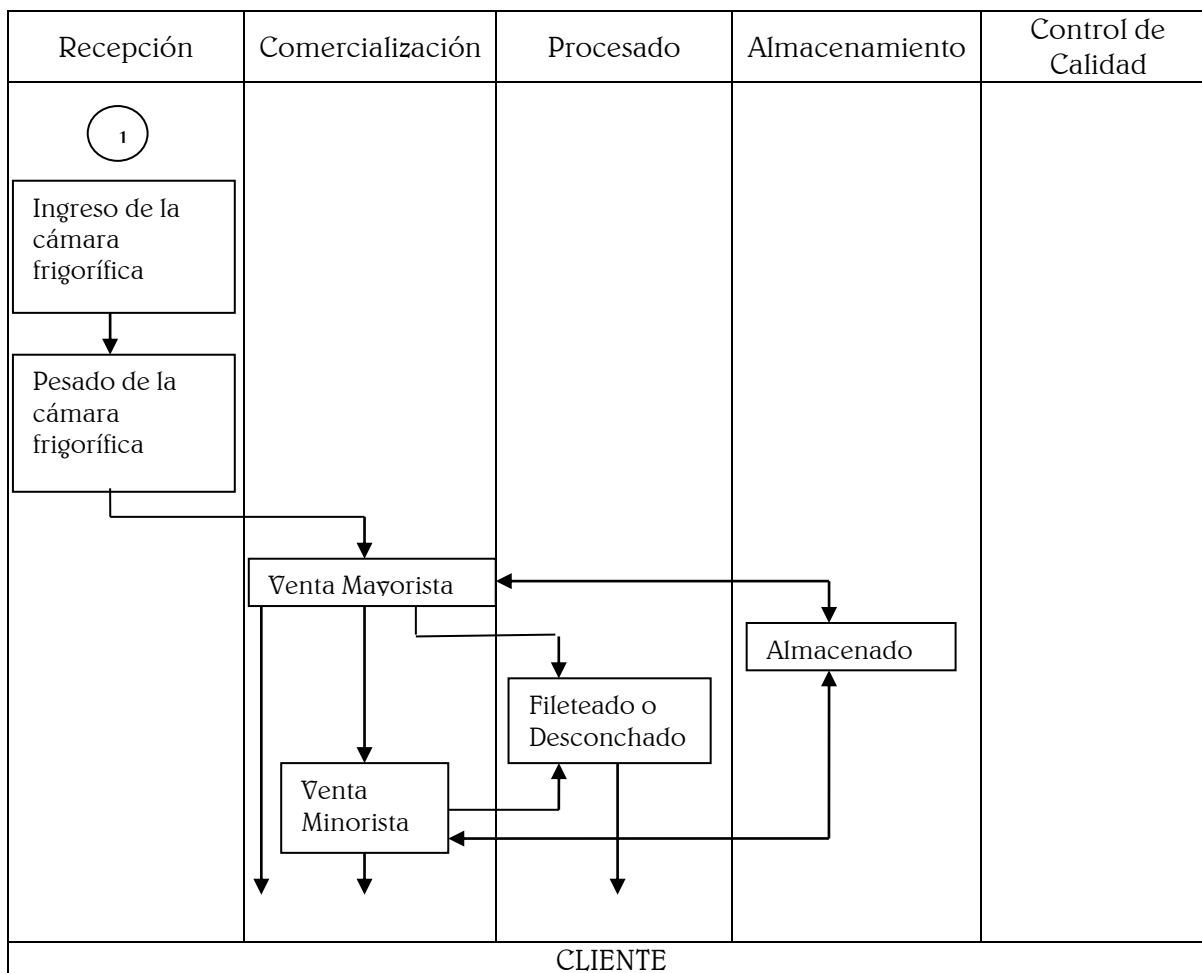 Recepción
Comercialización
Procesado
Almacenamiento
Control de
Calidad
1
Ingreso de la
cámara
frigorífica
Pesado de la
cámara
frigorífica
Venta Mayorista
Almacenado
Fileteado o
Desconchado
Venta
Minorista
CLIENTE